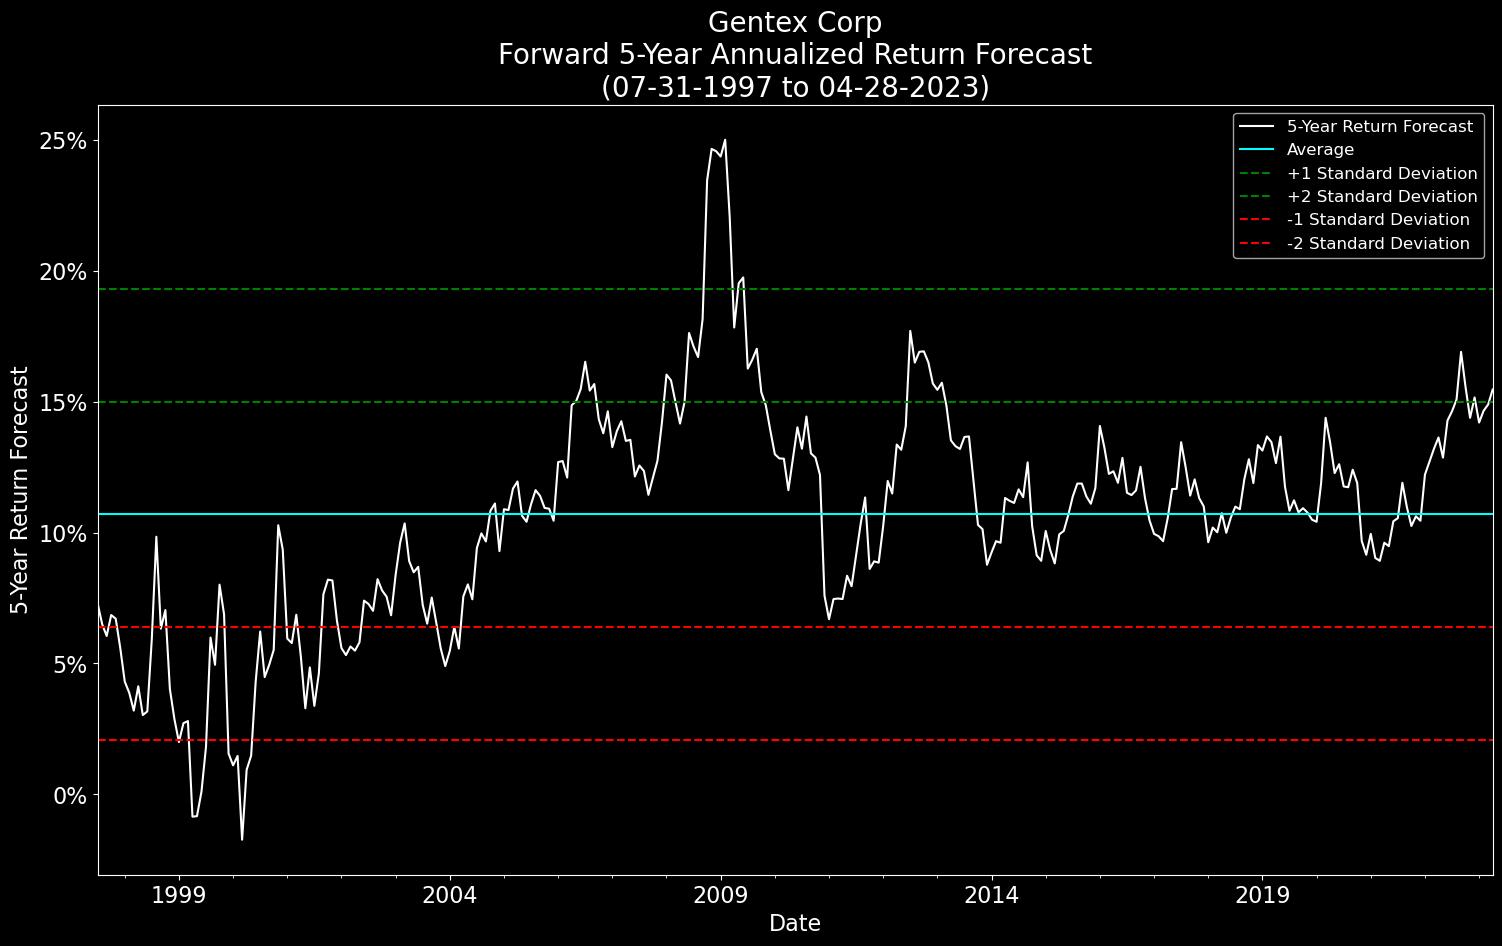 Gentex Corp
Forward 5-Year Annualized Return Forecast
(07-31-1997 to 04-28-2023)
5-Year Return Forecast
Average
+1 Standard Deviation
+2 Standard Deviation
-1 Standard Deviation
-2 Standard Deviation
5-Year Return Forecast
25%
20%
15%
10%
5%
0%
1999 2004 2009 2014 2019
Date